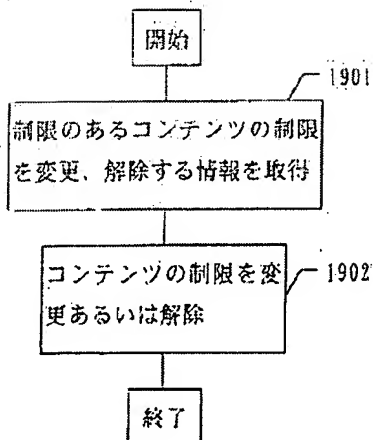 開始
1901
制限のあるコンテンツの制限
を変更、解除する情報を取得
コンテンツの制限を変
更あるいは解除
1902
終了